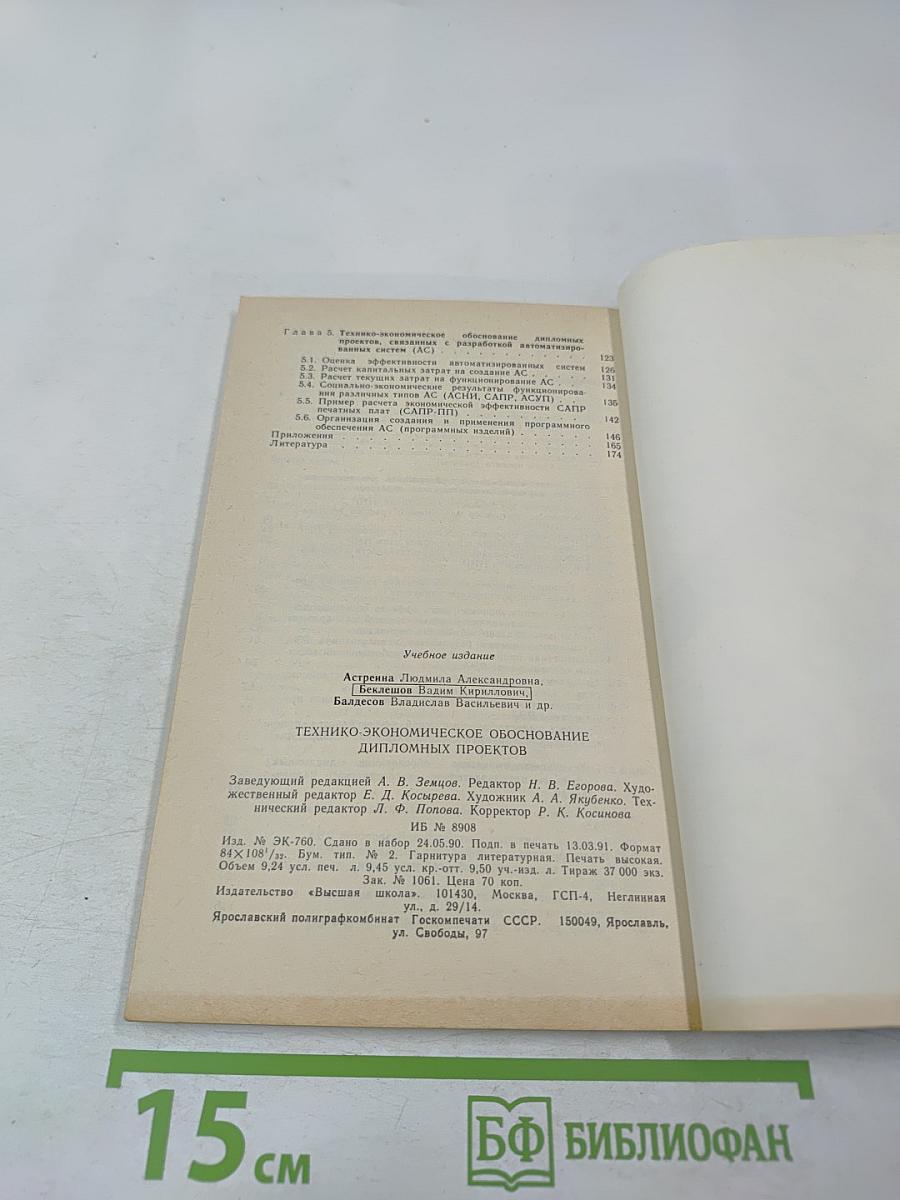 Глава 5. Технико-экономическое обоснование дипломных
проектов, связанных с разработкой автоматизиро-
ванных систем (АС) . . . . . . . . . . . 123
5.1. Оценка эффективности автоматизированных систем 126
5.2. Расчет капитальных затрат на создание АС . . . . . 131
5.3. Расчет текущих затрат на функционирование АС . . . 134
5.4. Социально-экономические результаты функционирова-
ния различных типов АС (АСНИ, САПР, АСУП) . . . 135
5.5. Пример расчета экономической эффективности САПР
печатных плат (САПР-ПП) . . . . . . . . . 142
5.6. Организация создания и применения программного
обеспечения АС (программных изделий) . . . . . . 146
Приложения . . . . . . . . . . . . . . . . . 165
Литература . . . . . . . . . . . . . . . . . 174
Учебное издание
Астреина Людмила Александровна,
Беклешов Вадим Кириллович,
Балдесов Владислав Васильевич и др.
ТЕХНИКО-ЭКОНОМИЧЕСКОЕ ОБОСНОВАНИЕ
ДИПЛОМНЫХ ПРОЕКТОВ
Заведующий редакцией А. В. Земцов. Редактор Н. В. Егорова. Худо-
жественный редактор Е. Д. Косырева. Художник А. А. Якубенко. Тех-
нический редактор Л. Ф. Попова. Корректор Р. К. Косинова
ИБ № 8908
Изд. № ЭК-760. Сдано в набор 24.05.90. Подп. в печать 13.03.91. Формат
84×108¹/₃₂. Бум. тип. № 2. Гарнитура литературная. Печать высокая.
Объем 9,24 усл. печ. л. 9,45 усл. кр.-отт. 9,50 уч.-изд. л. Тираж 37 000 экз.
Зак. № 1061. Цена 70 коп.
Издательство «Высшая школа». 101430, Москва, ГСП-4, Неглинная
ул., д. 29/14.
Ярославский полиграфкомбинат Госкомпечати СССР. 150049, Ярославль,
ул. Свободы, 97
15 см
БФ БИБЛИОФАН